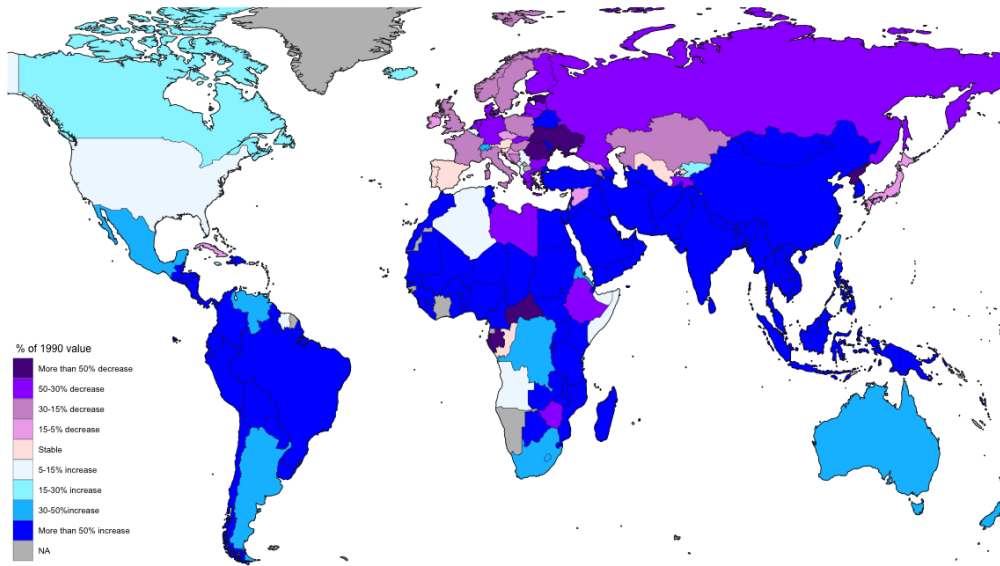 % of 1990 value
More than 50% decrease
50-30% decrease
30-15% decrease
15-5% decrease
Stable
5-15% increase
15-30% increase
30-50%increase
More than 50% increase
NA